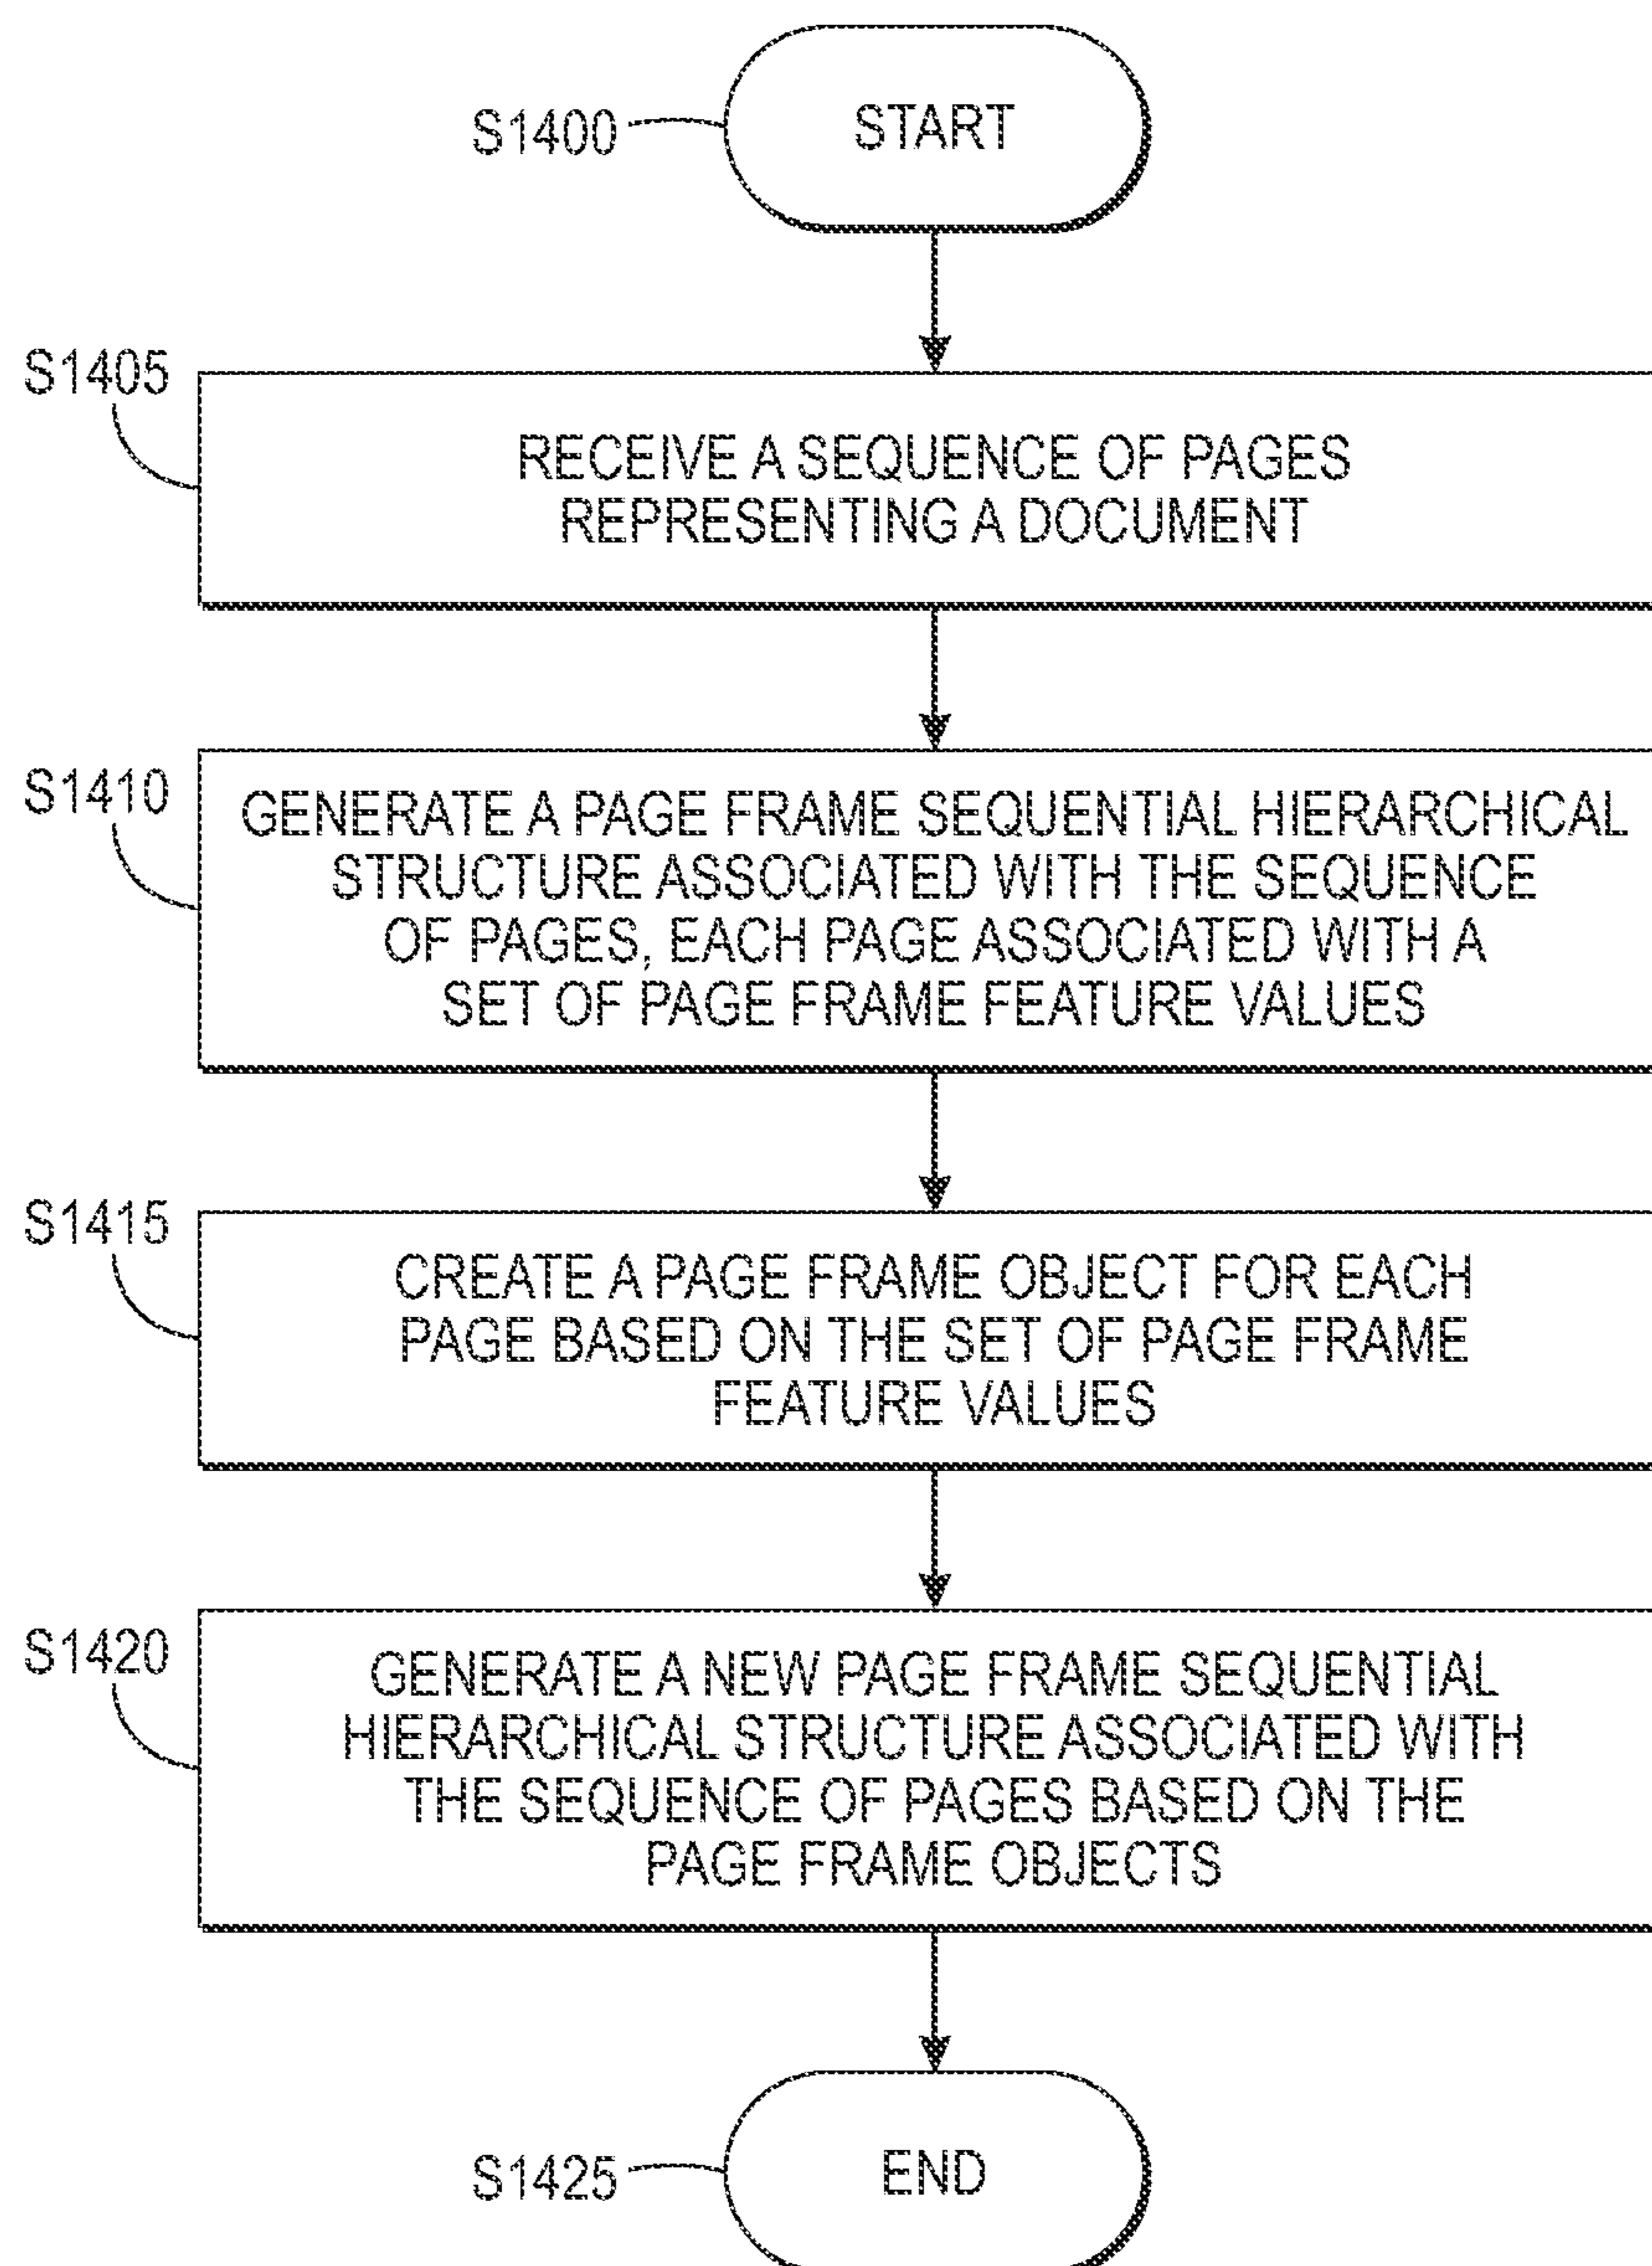 S1400
START
S1405
RECEIVE A SEQUENCE OF PAGES
REPRESENTING A DOCUMENT
S1410
GENERATE A PAGE FRAME SEQUENTIAL HIERARCHICAL
STRUCTURE ASSOCIATED WITH THE SEQUENCE
OF PAGES, EACH PAGE ASSOCIATED WITH A
SET OF PAGE FRAME FEATURE VALUES
S1415
CREATE A PAGE FRAME OBJECT FOR EACH
PAGE BASED ON THE SET OF PAGE FRAME
FEATURE VALUES
S1420
GENERATE A NEW PAGE FRAME SEQUENTIAL
HIERARCHICAL STRUCTURE ASSOCIATED WITH
THE SEQUENCE OF PAGES BASED ON THE
PAGE FRAME OBJECTS
S1425
END